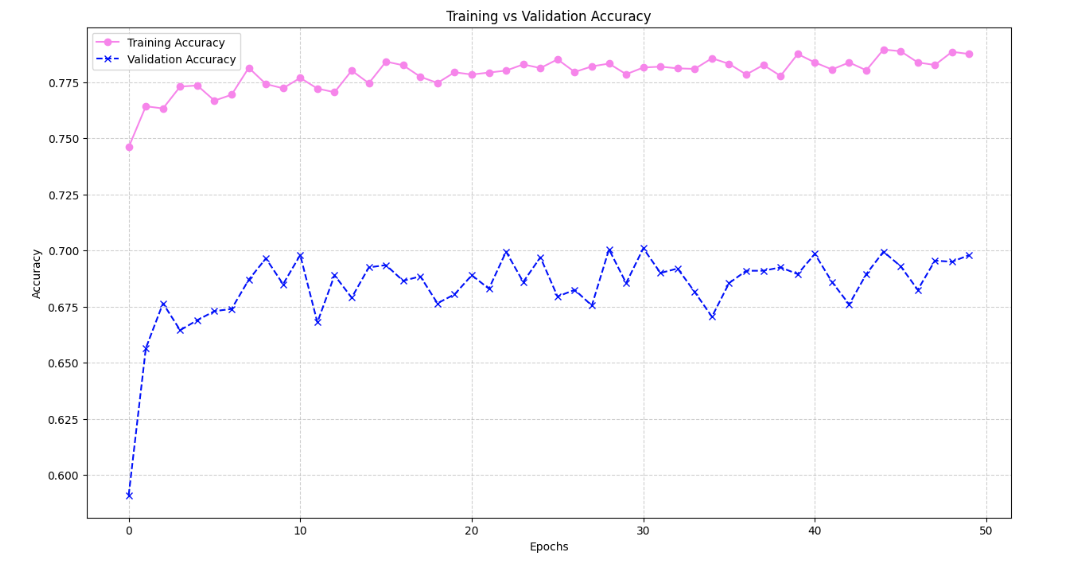 Training vs Validation Accuracy
Training Accuracy
Validation Accuracy
0.775
0.750
0.725
0.700
0.675
0.650
0.625
0.600
Accuracy
0 10 20 30 40 50
Epochs